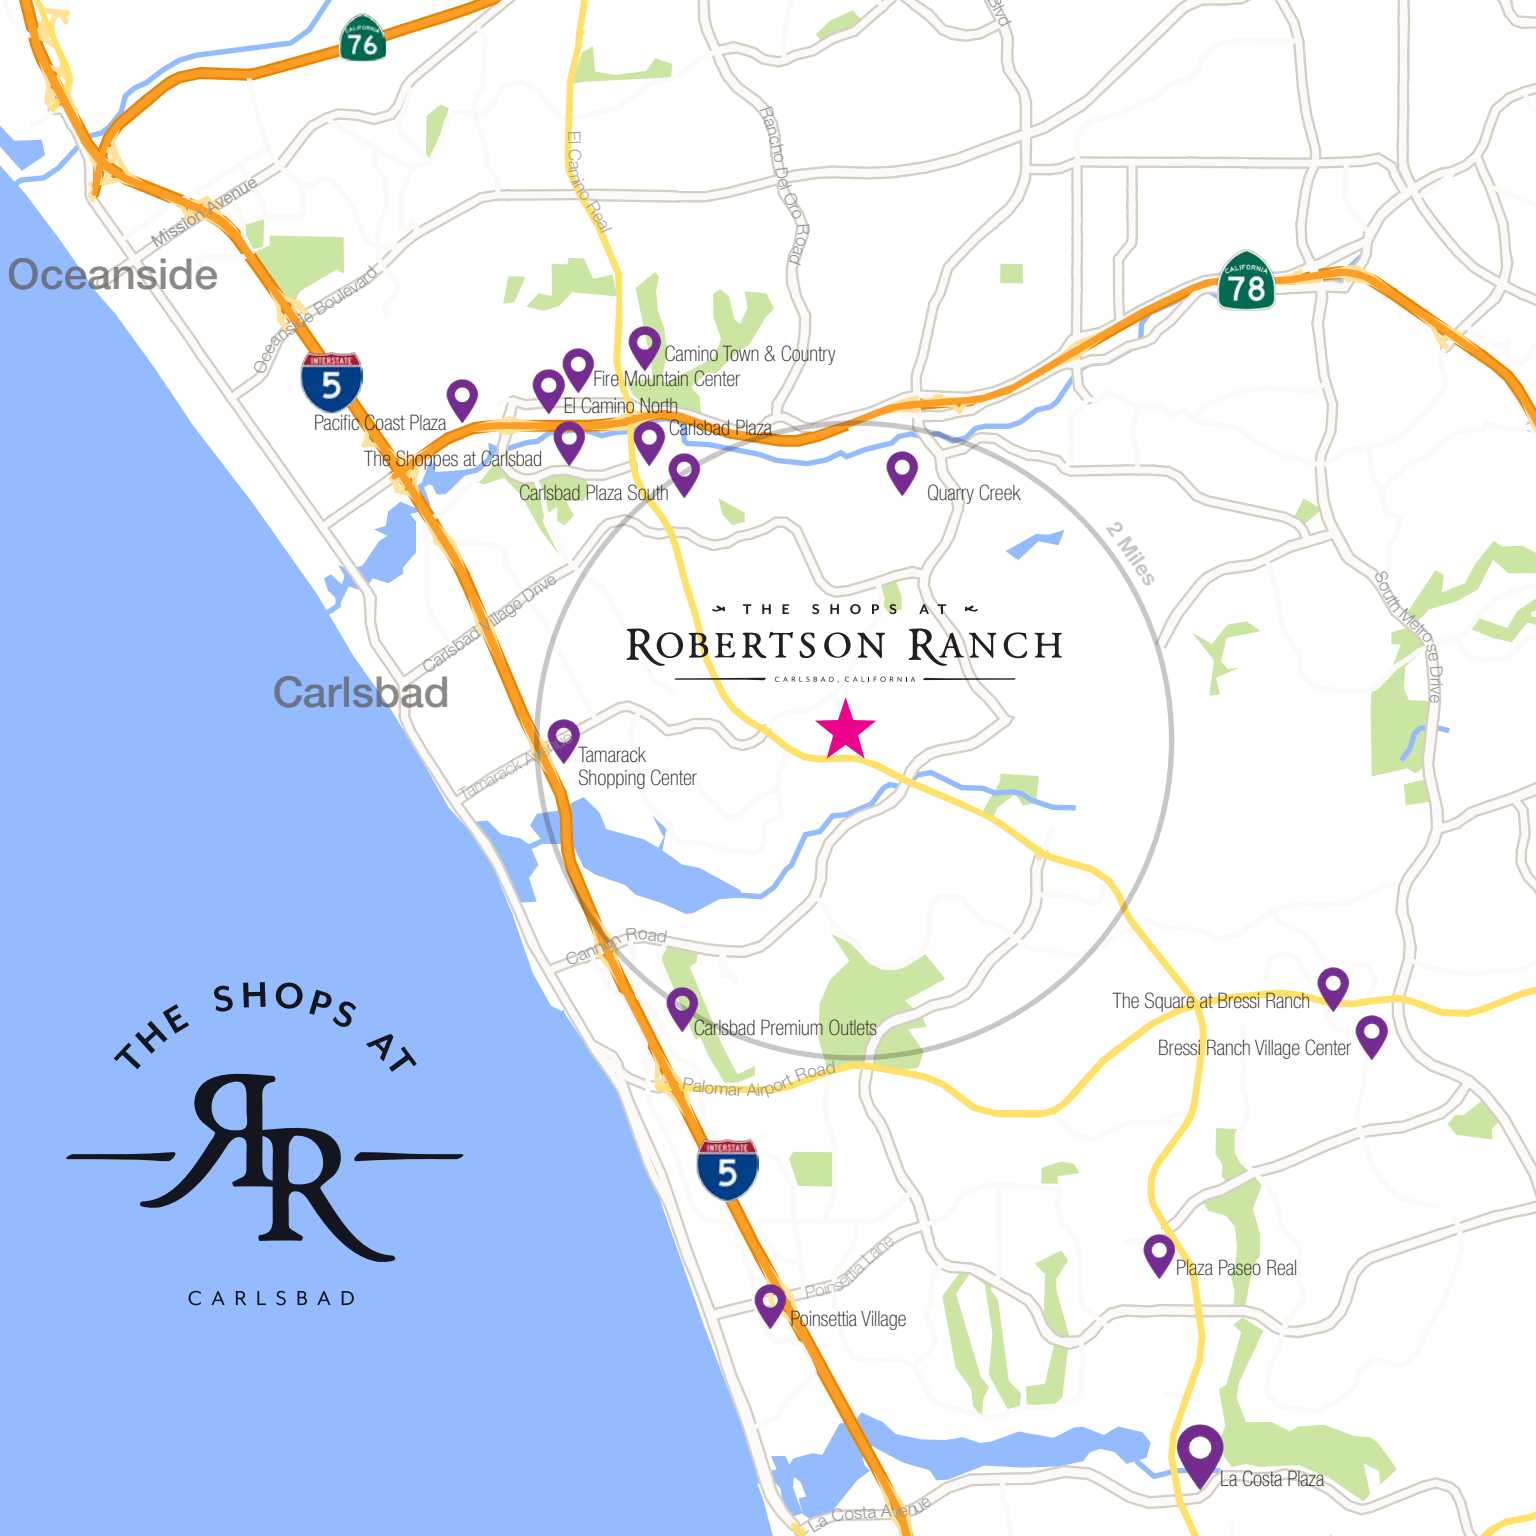 Blvd
CALIFORNIA
76
El Camino Real
Rancho Del Oro Road
Mission Avenue
Oceanside
Oceanside Boulevard
CALIFORNIA
78
INTERSTATE
5
Camino Town & Country
Fire Mountain Center
El Camino North
Pacific Coast Plaza
Carlsbad Plaza
The Shoppes at Carlsbad
Carlsbad Plaza South
Quarry Creek
2 Miles
Carlsbad Village Drive
THE SHOPS AT
ROBERTSON RANCH
CARLSBAD, CALIFORNIA
South Melrose Drive
Carlsbad
Tamarack Avenue
Tamarack
Shopping Center
Cannon Road
THE SHOPS AT
RR
CARLSBAD
The Square at Bressi Ranch
Carlsbad Premium Outlets
Bressi Ranch Village Center
Palomar Airport Road
INTERSTATE
5
Poinsettia Lane
Plaza Paseo Real
Poinsettia Village
La Costa Plaza
La Costa Avenue